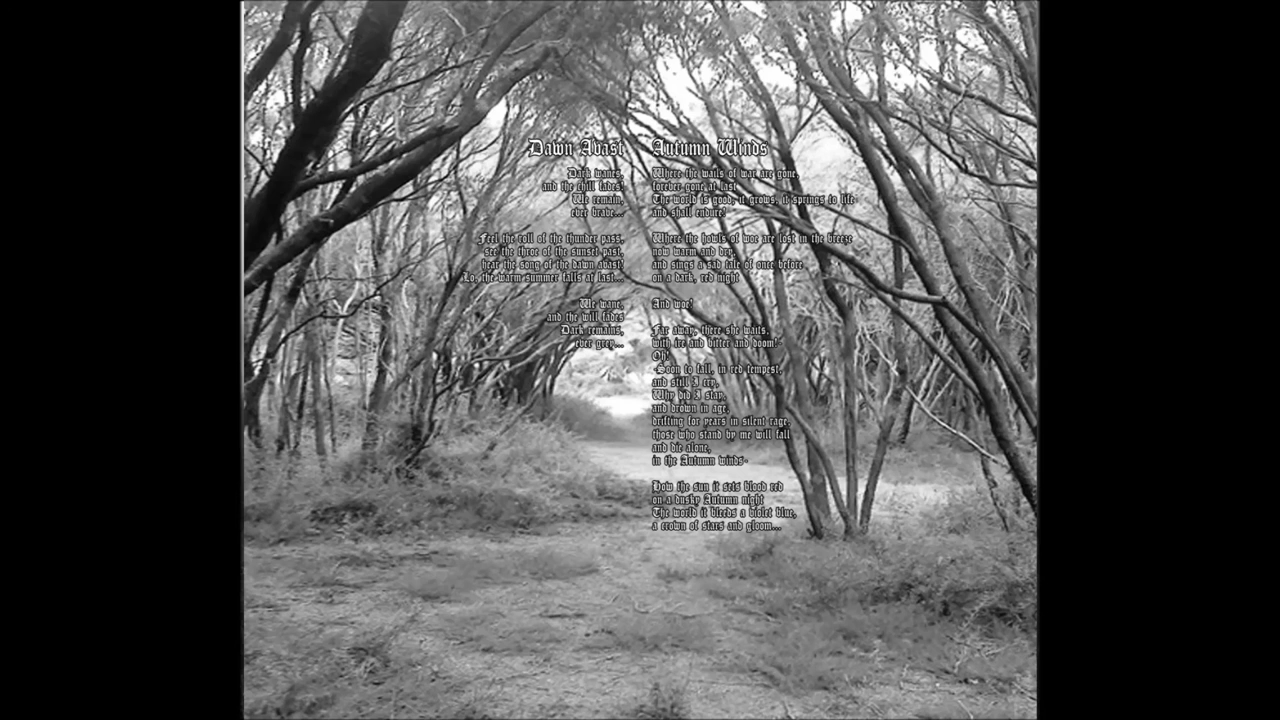 Dawn Avast
Dark wanes,
and the chill fades!
We remain,
ever brave...
Feel the roll of the thunder pass,
see the throe of the sunset past,
hear the song of the dawn avast!
Lo, the warm summer falls at last...
We wane,
and the will fades
Dark remains,
ever grey...
Autumn Winds
Where the wails of war are gone,
forever gone at last
The world is good, it grows, it springs to life-
and shall endure!
Where the howls of woe are lost in the breeze
now warm and dry,
and sings a sad tale of once before
on a dark, red night
And woe!
Far away, there she waits,
with ire and bitter and doom!-
Oh!
-Soon to fall, in red tempest,
and still I cry,
Why did I stay,
and drown in age,
drifting for years in silent rage,
those who stand by me will fall
and die alone,
in the Autumn winds-
How the sun it sets blood red
on a dusky Autumn night
The world it bleeds a violet blue,
a crown of stars and gloom...